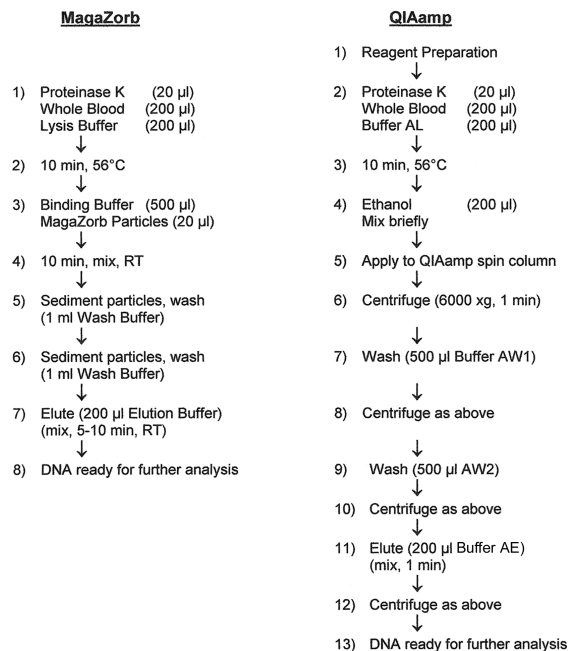 MagaZorb
1) Proteinase K (20 µl)
Whole Blood (200 µl)
Lysis Buffer (200 µl)
2) 10 min, 56°C
3) Binding Buffer (500 µl)
MagaZorb Particles (20 µl)
4) 10 min, mix, RT
5) Sediment particles, wash
(1 ml Wash Buffer)
6) Sediment particles, wash
(1 ml Wash Buffer)
7) Elute (200 µl Elution Buffer)
(mix, 5-10 min, RT)
8) DNA ready for further analysis
QIAamp
1) Reagent Preparation
2) Proteinase K (20 µl)
Whole Blood (200 µl)
Buffer AL (200 µl)
3) 10 min, 56°C
4) Ethanol (200 µl)
Mix briefly
5) Apply to QIAamp spin column
6) Centrifuge (6000 xg, 1 min)
7) Wash (500 µl Buffer AW1)
8) Centrifuge as above
9) Wash (500 µl AW2)
10) Centrifuge as above
11) Elute (200 µl Buffer AE)
(mix, 1 min)
12) Centrifuge as above
13) DNA ready for further analysis